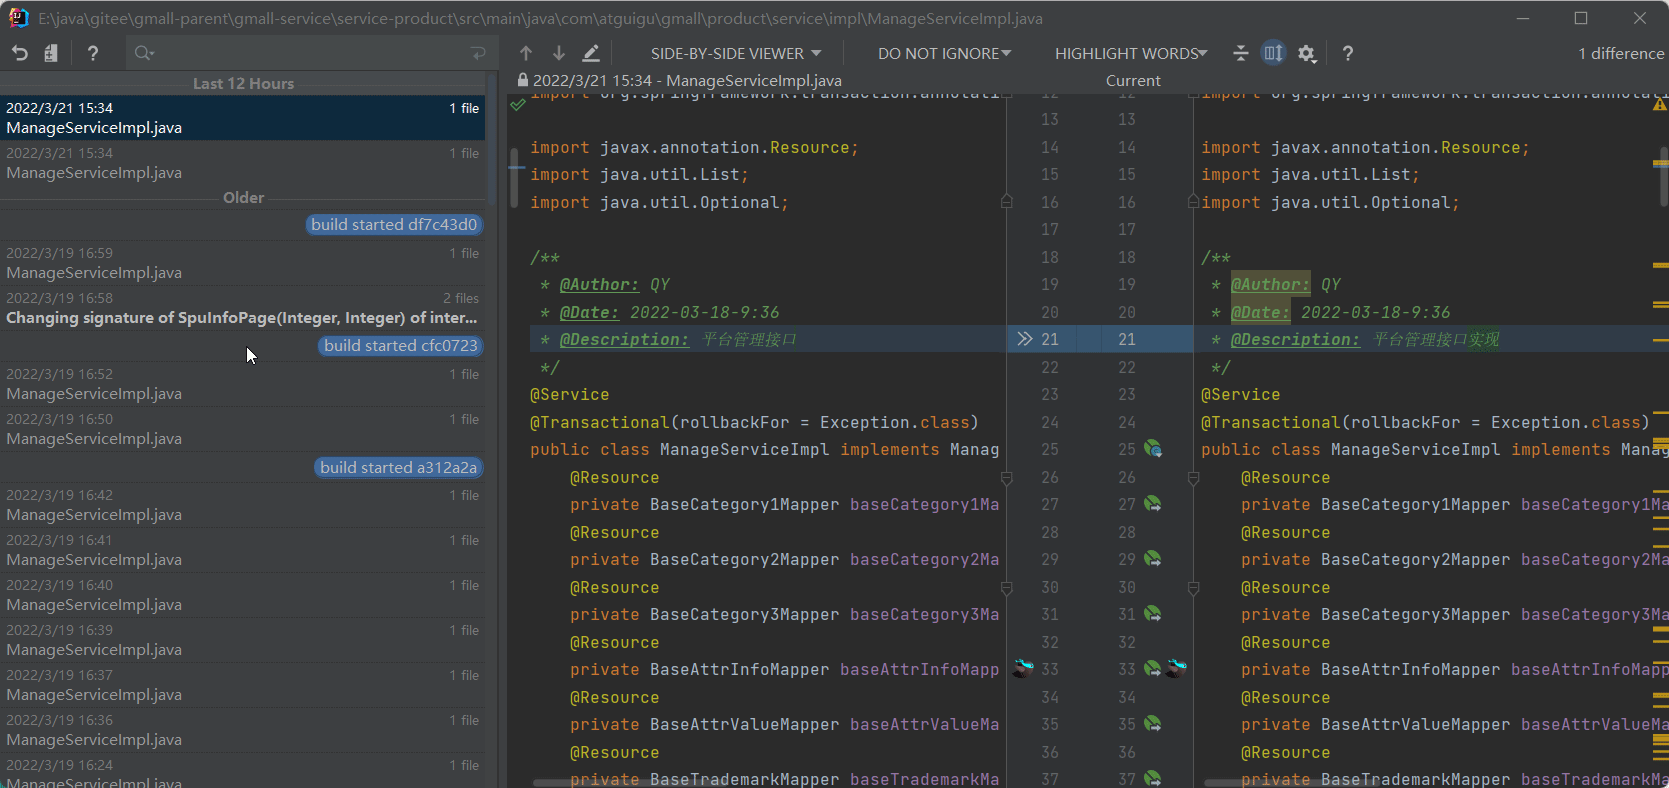 E:\java\gitee\gmall-parent\gmall-service\service-product\src\main\java\com\atguigu\gmall\product\service\impl\ManageServiceImpl.java
SIDE-BY-SIDE VIEWER
DO NOT IGNORE
HIGHLIGHT WORDS
?
1 difference
?
Last 12 Hours
2022/3/21 15:34 1 file
ManageServiceImpl.java
2022/3/21 15:34 1 file
ManageServiceImpl.java
Older
build started df7c43d0
2022/3/19 16:59 1 file
ManageServiceImpl.java
2022/3/19 16:58 2 files
Changing signature of SpuInfoPage(Integer, Integer) of inter...
build started cfc0723
2022/3/19 16:52 1 file
ManageServiceImpl.java
2022/3/19 16:50 1 file
ManageServiceImpl.java
build started a312a2a
2022/3/19 16:42 1 file
ManageServiceImpl.java
2022/3/19 16:41 1 file
ManageServiceImpl.java
2022/3/19 16:40 1 file
ManageServiceImpl.java
2022/3/19 16:39 1 file
ManageServiceImpl.java
2022/3/19 16:37 1 file
ManageServiceImpl.java
2022/3/19 16:36 1 file
ManageServiceImpl.java
2022/3/19 16:24 1 file
ManageServiceImpl.java
2022/3/21 15:34 - ManageServiceImpl.java
import org.springframework.transaction.annotati 12
13
import javax.annotation.Resource; 14
import java.util.List; 15
import java.util.Optional; 16
17
/** 18
* @Author: QY 19
* @Date: 2022-03-18-9:36 20
* @Description: 平台管理接口 21
*/ 22
@Service 23
@Transactional(rollbackFor = Exception.class) 24
public class ManageServiceImpl implements Manag 25
@Resource 26
private BaseCategory1Mapper baseCategory1Ma 27
@Resource 28
private BaseCategory2Mapper baseCategory2Ma 29
@Resource 30
private BaseCategory3Mapper baseCategory3Ma 31
@Resource 32
private BaseAttrInfoMapper baseAttrInfoMapp 33
@Resource 34
private BaseAttrValueMapper baseAttrValueMa 35
@Resource 36
private BaseTrademarkMapper baseTrademarkMa 37
Current
12 import org.springframework.transaction.annotati
13
14 import javax.annotation.Resource;
15 import java.util.List;
16 import java.util.Optional;
17
18 /**
19 * @Author: QY
20 * @Date: 2022-03-18-9:36
21 * @Description: 平台管理接口实现
22 */
23 @Service
24 @Transactional(rollbackFor = Exception.class)
25 public class ManageServiceImpl implements Manag
26 @Resource
27 private BaseCategory1Mapper baseCategory1Ma
28 @Resource
29 private BaseCategory2Mapper baseCategory2Ma
30 @Resource
31 private BaseCategory3Mapper baseCategory3Ma
32 @Resource
33 private BaseAttrInfoMapper baseAttrInfoMapp
34 @Resource
35 private BaseAttrValueMapper baseAttrValueMa
36 @Resource
37 private BaseTrademarkMapper baseTrademarkMa